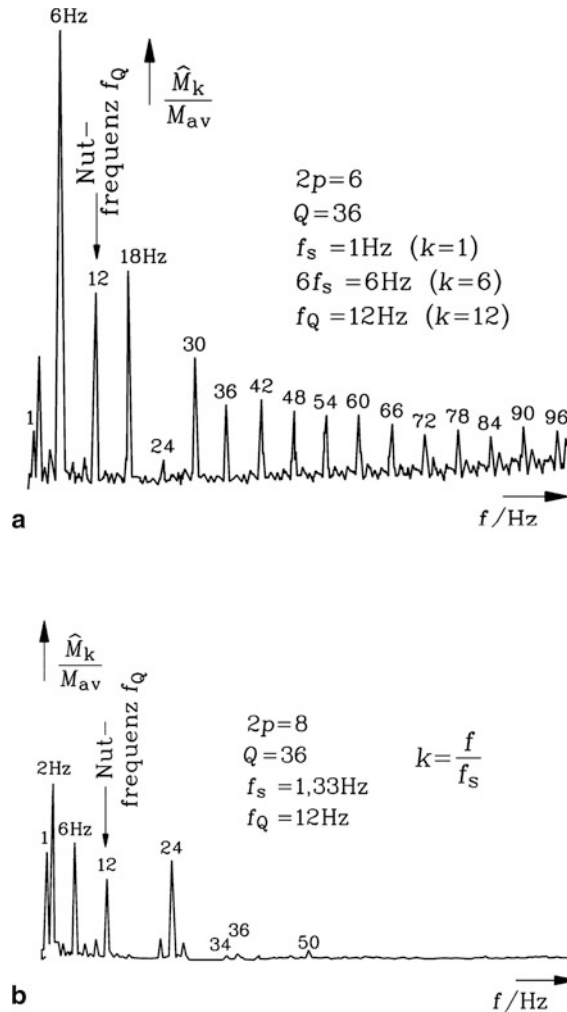 6Hz
Nut-
frequenz f_Q
M̂_k
M_av
2p=6
Q=36
f_s=1Hz (k=1)
6f_s=6Hz (k=6)
f_Q=12Hz (k=12)
18Hz
12
1
24
30
36
42
48
54
60
66
72
78
84
90
96
f/Hz
a
M̂_k
M_av
Nut-
frequenz f_Q
2p=8
Q=36
f_s=1,33Hz
f_Q=12Hz
k=f/f_s
2Hz
1
6Hz
12
24
34
36
50
f/Hz
b